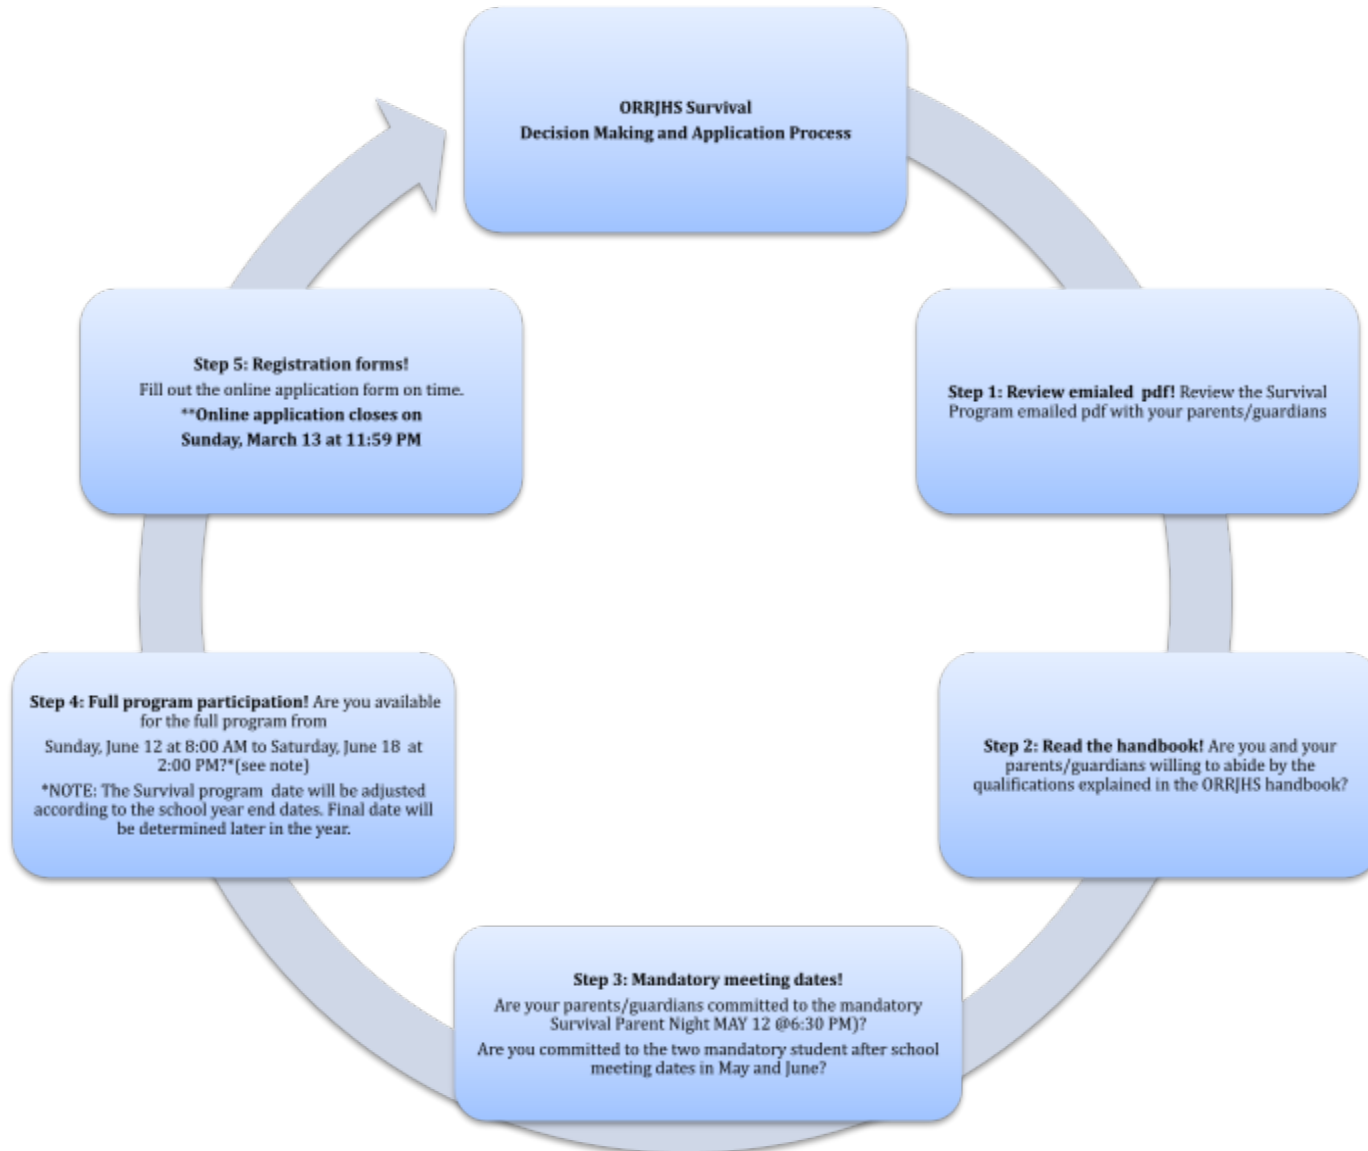 ORRJHS Survival
Decision Making and Application Process
Step 1: Review emialed  pdf! Review the Survival
Program emailed pdf with your parents/guardians
Step 2: Read the handbook! Are you and your
parents/guardians willing to abide by the
qualifications explained in the ORRJHS handbook?
Step 3: Mandatory meeting dates!
Are your parents/guardians committed to the mandatory
Survival Parent Night MAY 12 @6:30 PM)?
Are you committed to the two mandatory student after school
meeting dates in May and June?
Step 4: Full program participation! Are you available
for the full program from
Sunday, June 12 at 8:00 AM to Saturday, June 18  at
2:00 PM?*(see note)
*NOTE: The Survival program  date will be adjusted
according to the school year end dates. Final date will
be determined later in the year.
Step 5: Registration forms!
Fill out the online application form on time.
**Online application closes on
Sunday, March 13 at 11:59 PM